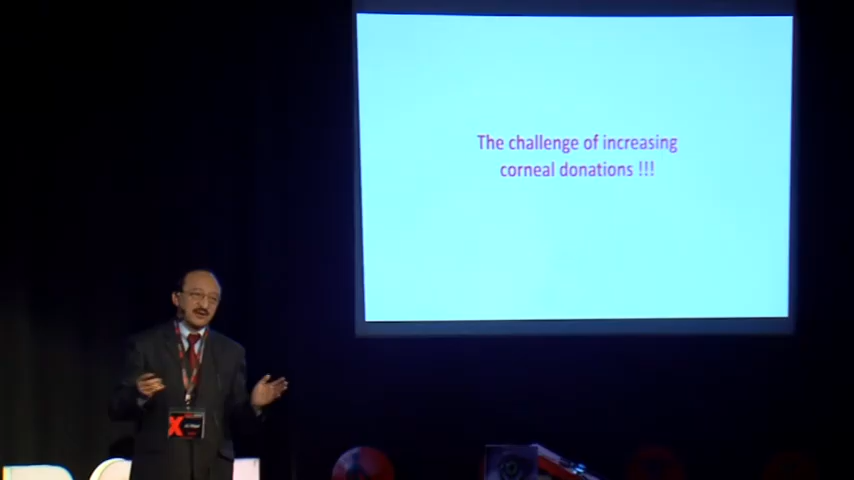 The challenge of increasing
corneal donations !!!
X